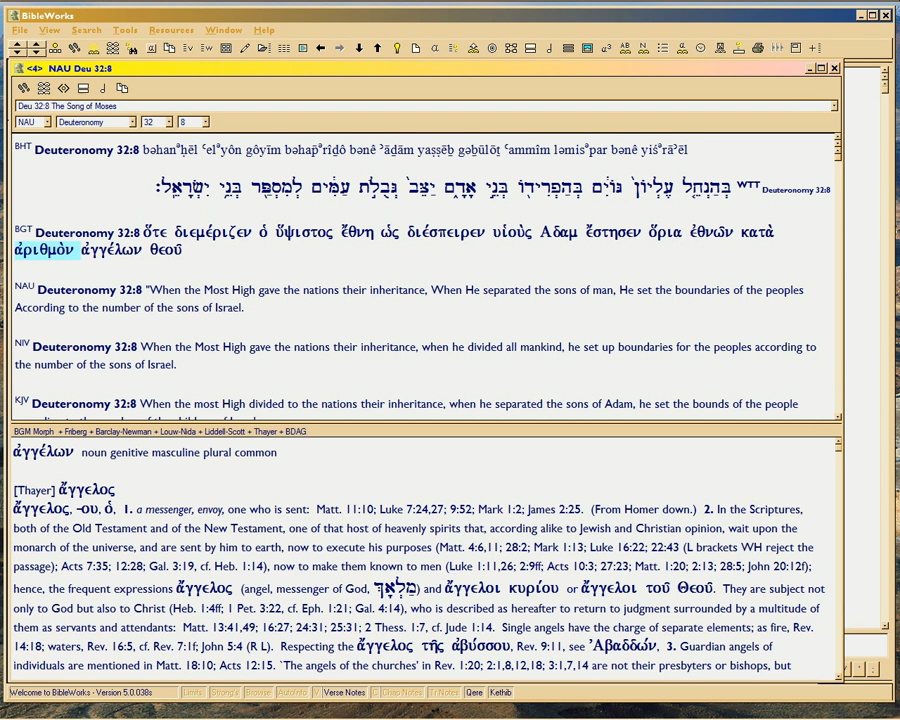 BibleWorks
File View Search Tools Resources Window Help
<4> NAU Deu 32:8
Deu 32:8 The Song of Moses
NAU Deuteronomy 32 8
BHT Deuteronomy 32:8 bəhanᵊḥēl ʿelᵊyôn gôyīm bəhap̄ᵊrîḏô bənê ʾāḏām yaṣṣēḇ gəḇūlōṯ ʿammîm ləmisᵊpar bənê yiśᵊrāʾēl
WTT Deuteronomy 32:8 בְּהַנְחֵ֤ל עֶלְיוֹן֙ גּוֹיִ֔ם בְּהַפְרִיד֖וֹ בְּנֵ֣י אָדָ֑ם יַצֵּב֙ גְּבֻלֹ֣ת עַמִּ֔ים לְמִסְפַּ֖ר בְּנֵ֥י יִשְׂרָאֵֽל׃
BGT Deuteronomy 32:8 ὅτε διεμέριζεν ὁ ὕψιστος ἔθνη ὡς διέσπειρεν υἱοὺς Αδαμ ἔστησεν ὅρια ἐθνῶν κατὰ
ἀριθμὸν ἀγγέλων θεοῦ
NAU Deuteronomy 32:8 "When the Most High gave the nations their inheritance, When He separated the sons of man, He set the boundaries of the peoples
According to the number of the sons of Israel.
NIV Deuteronomy 32:8 When the Most High gave the nations their inheritance, when he divided all mankind, he set up boundaries for the peoples according to
the number of the sons of Israel.
KJV Deuteronomy 32:8 When the most High divided to the nations their inheritance, when he separated the sons of Adam, he set the bounds of the people
BGM Morph + Friberg + Barclay-Newman + Louw-Nida + Liddell-Scott + Thayer + BDAG
ἀγγέλων noun genitive masculine plural common
[Thayer] ἄγγελος
ἄγγελος, -ου, ὁ, 1. a messenger, envoy, one who is sent: Matt. 11:10; Luke 7:24,27; 9:52; Mark 1:2; James 2:25. (From Homer down.) 2. In the Scriptures,
both of the Old Testament and of the New Testament, one of that host of heavenly spirits that, according alike to Jewish and Christian opinion, wait upon the
monarch of the universe, and are sent by him to earth, now to execute his purposes (Matt. 4:6,11; 28:2; Mark 1:13; Luke 16:22; 22:43 (L brackets WH reject the
passage); Acts 7:35; 12:28; Gal. 3:19, cf. Heb. 1:14), now to make them known to men (Luke 1:11,26; 2:9ff; Acts 10:3; 27:23; Matt. 1:20; 2:13; 28:5; John 20:12f);
hence, the frequent expressions ἄγγελος (angel, messenger of God, מַלְאָךְ) and ἄγγελοι κυρίου or ἄγγελοι τοῦ Θεοῦ. They are subject not
only to God but also to Christ (Heb. 1:4ff; 1 Pet. 3:22, cf. Eph. 1:21; Gal. 4:14), who is described as hereafter to return to judgment surrounded by a multitude of
them as servants and attendants: Matt. 13:41,49; 16:27; 24:31; 25:31; 2 Thess. 1:7, cf. Jude 1:14. Single angels have the charge of separate elements; as fire, Rev.
14:18; waters, Rev. 16:5, cf. Rev. 7:1f; John 5:4 (R L). Respecting the ἄγγελος τῆς ἀβύσσου, Rev. 9:11, see Ἀβαδδών, 3. Guardian angels of
individuals are mentioned in Matt. 18:10; Acts 12:15. `The angels of the churches' in Rev. 1:20; 2:1,8,12,18; 3:1,7,14 are not their presbyters or bishops, but
Welcome to BibleWorks - Version 5.0.038s Limits Strong's Browse AutoInfo V Verse Notes C Chap Notes Tr Notes Qere Kethib